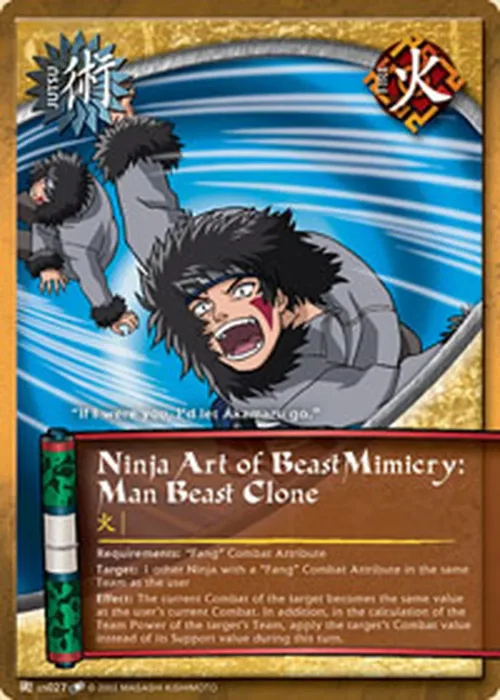 JUTSU
術
FIRE
火
"If I were you, I'd let Akamaru go."
Ninja Art of Beast Mimicry:
Man Beast Clone
火
Requirements: "Fang" Combat Attribute
Target: 1 other Ninja with a "Fang" Combat Attribute in the same
Team as the user
Effect: The current Combat of the target becomes the same value
as the user's current Combat. In addition, in the calculation of the
Team Power of the target's Team, apply the target's Combat value
instead of its Support value during this turn.
© 2002 MASASHI KISHIMOTO